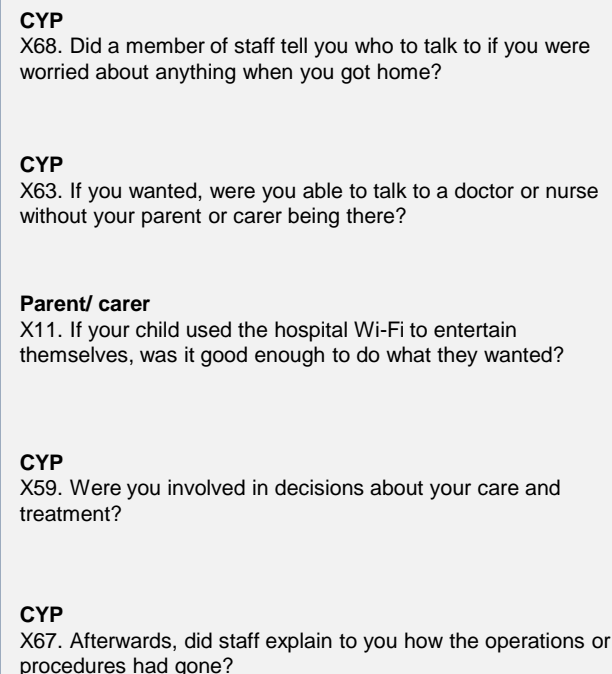 CYP
X68. Did a member of staff tell you who to talk to if you were
worried about anything when you got home?
CYP
X63. If you wanted, were you able to talk to a doctor or nurse
without your parent or carer being there?
Parent/ carer
X11. If your child used the hospital Wi-Fi to entertain
themselves, was it good enough to do what they wanted?
CYP
X59. Were you involved in decisions about your care and
treatment?
CYP
X67. Afterwards, did staff explain to you how the operations or
procedures had gone?